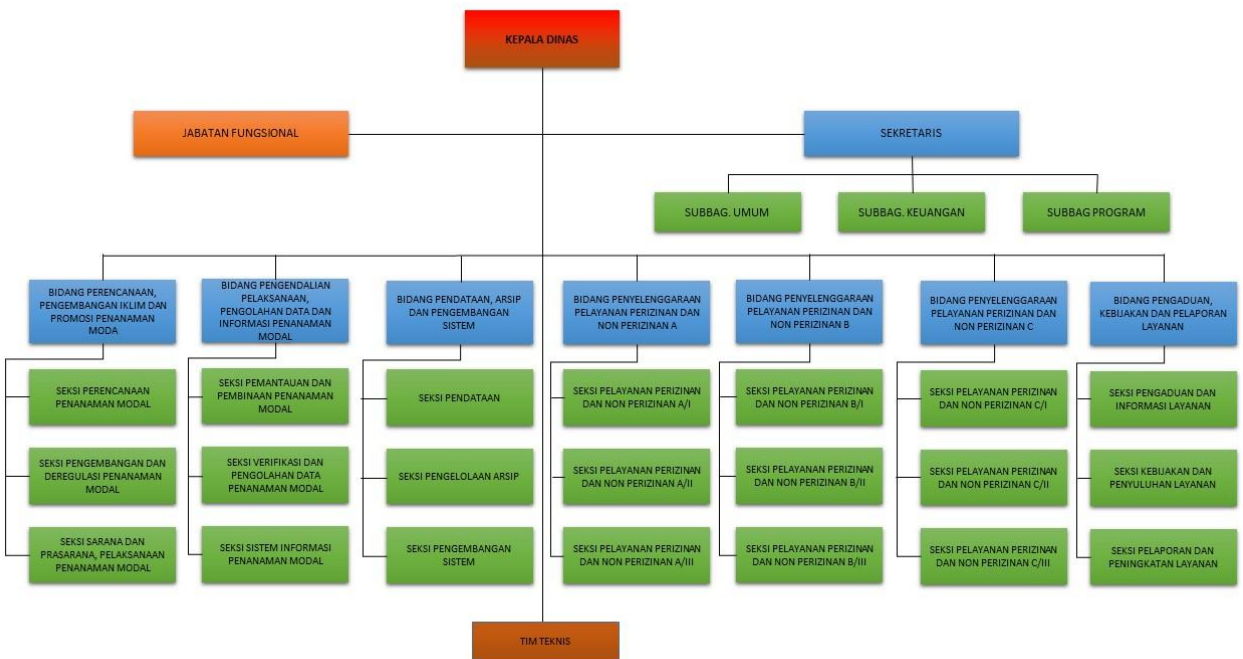 KEPALA DINAS
JABATAN FUNGSIONAL
SEKRETARIS
SUBBAG. UMUM
SUBBAG. KEUANGAN
SUBBAG PROGRAM
BIDANG PERENCANAAN,
PENGEMBANGAN IKLIM DAN
PROMOSI PENANAMAN
MODA
BIDANG PENGENDALIAN
PELAKSANAAN,
PENGOLAHAN DATA DAN
INFORMASI PENANAMAN
MODAL
BIDANG PENDATAAN, ARSIP
DAN PENGEMBANGAN
SISTEM
BIDANG PENYELENGGARAAN
PELAYANAN PERIZINAN DAN
NON PERIZINAN A
BIDANG PENYELENGGARAAN
PELAYANAN PERIZINAN DAN
NON PERIZINAN B
BIDANG PENYELENGGARAAN
PELAYANAN PERIZINAN DAN
NON PERIZINAN C
BIDANG PENGADUAN,
KEBIJAKAN DAN PELAPORAN
LAYANAN
SEKSI PERENCANAAN
PENANAMAN MODAL
SEKSI PEMANTAUAN DAN
PEMBINAAN PENANAMAN
MODAL
SEKSI PENDATAAN
SEKSI PELAYANAN PERIZINAN
DAN NON PERIZINAN A/I
SEKSI PELAYANAN PERIZINAN
DAN NON PERIZINAN B/I
SEKSI PELAYANAN PERIZINAN
DAN NON PERIZINAN C/I
SEKSI PENGADUAN DAN
INFORMASI LAYANAN
SEKSI PENGEMBANGAN DAN
DEREGULASI PENANAMAN
MODAL
SEKSI VERIFIKASI DAN
PENGOLAHAN DATA
PENANAMAN MODAL
SEKSI PENGELOLAAN ARSIP
SEKSI PELAYANAN PERIZINAN
DAN NON PERIZINAN A/II
SEKSI PELAYANAN PERIZINAN
DAN NON PERIZINAN B/II
SEKSI PELAYANAN PERIZINAN
DAN NON PERIZINAN C/II
SEKSI KEBIJAKAN DAN
PENYULUHAN LAYANAN
SEKSI SARANA DAN
PRASARANA, PELAKSANAAN
PENANAMAN MODAL
SEKSI SISTEM INFORMASI
PENANAMAN MODAL
SEKSI PENGEMBANGAN
SISTEM
SEKSI PELAYANAN PERIZINAN
DAN NON PERIZINAN A/III
SEKSI PELAYANAN PERIZINAN
DAN NON PERIZINAN B/III
SEKSI PELAYANAN PERIZINAN
DAN NON PERIZINAN C/III
SEKSI PELAPORAN DAN
PENINGKATAN LAYANAN
TIM TEKNIS